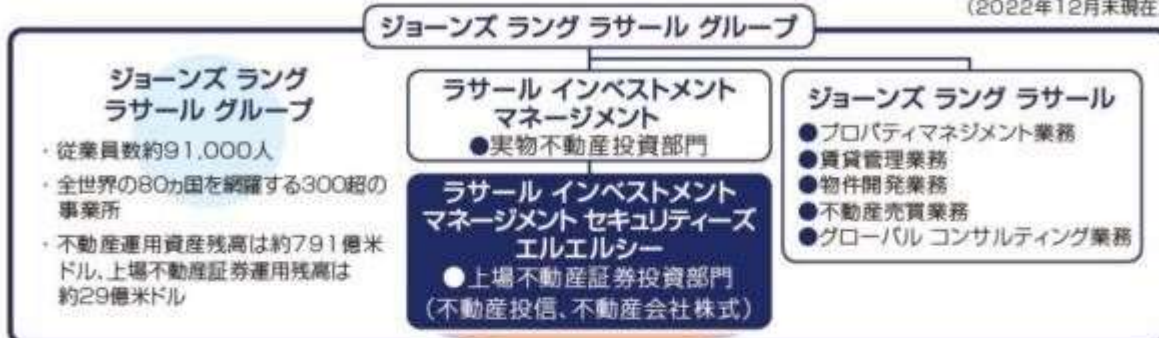 (2022年12月末現在
ジョーンズ ラング ラサール グループ
ジョーンズ ラング
ラサール グループ
・従業員数約91,000人
・全世界の80ヵ国を網羅する300超の
事業所
・不動産運用資産残高は約791億米
ドル、上場不動産証券運用残高は
約29億米ドル
ラサール インベストメント
マネージメント
●実物不動産投資部門
ラサール インベストメント
マネージメント セキュリティーズ
エルエルシー
●上場不動産証券投資部門
(不動産投信、不動産会社株式)
ジョーンズ ラング ラサール
●プロパティマネジメント業務
●賃貸管理業務
●物件開発業務
●不動産売買業務
●グローバル コンサルティング業務